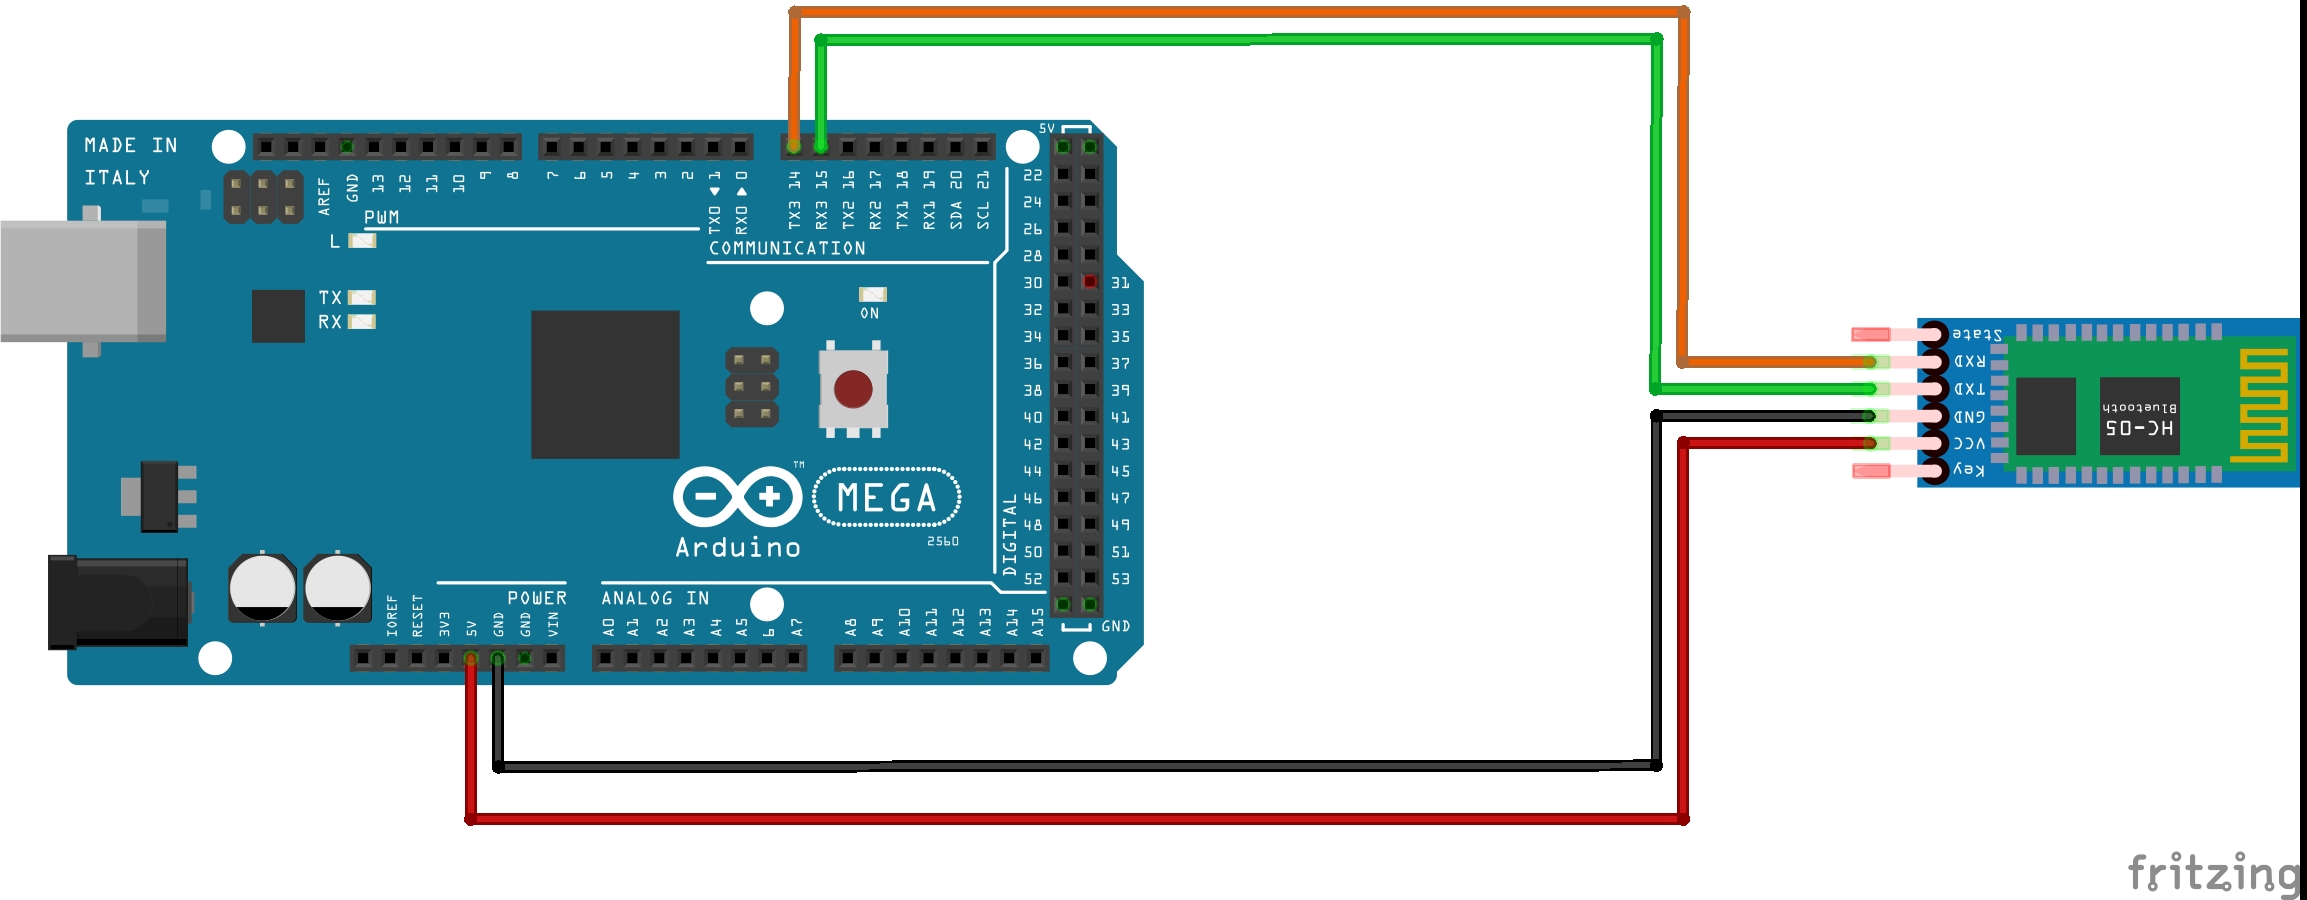 MADE IN
ITALY
AREF
GND
13
12
11
10
9
8
7
6
5
4
3
2
TX0 1
RX0 0
TX3 14
RX3 15
TX2 16
RX2 17
TX1 18
RX1 19
SDA 20
SCL 21
PWM
COMMUNICATION
L
TX
RX
ON
5V
22
24
26
28
30 31
32 33
34 35
36 37
38 39
40 41
42 43
44 45
46 47
48 49
50 51
52 53
GND
DIGITAL
TM
MEGA
Arduino
2560
POWER
ANALOG IN
IOREF
RESET
3V3
5V
GND
GND
VIN
A0
A1
A2
A3
A4
A5
6
A7
A8
A9
A10
A11
A12
A13
A14
A15
State
RXD
TXD
GND
VCC
Key
HC-05
Bluetooth
fritzing